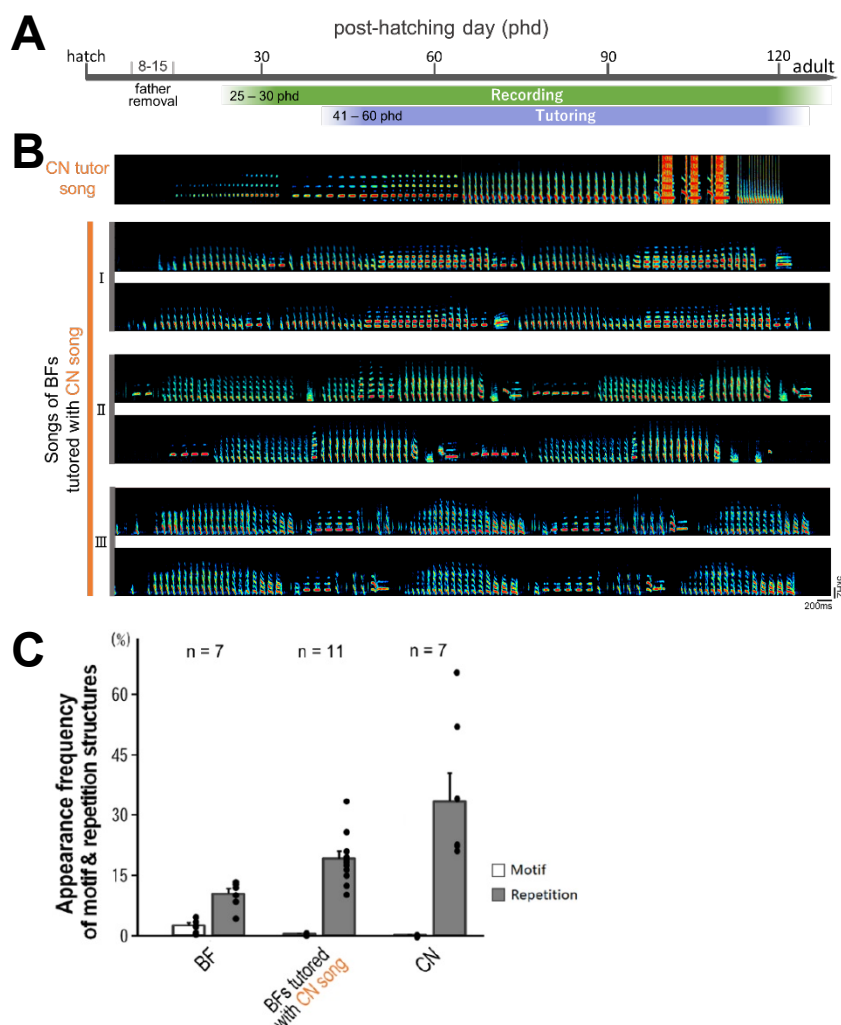 A
post-hatching day (phd)
hatch
8-15
30
60
90
120
adult
father
removal
25 – 30 phd
Recording
41 – 60 phd
Tutoring
B
CN tutor
song
Songs of BFs
tutored with CN song
I
II
III
5kHz
200ms
C
(%)
n = 7
n = 11
n = 7
Appearance frequency
of motif & repetition structures
60
45
30
15
0
Motif
Repetition
BF
BFs tutored
with CN song
CN